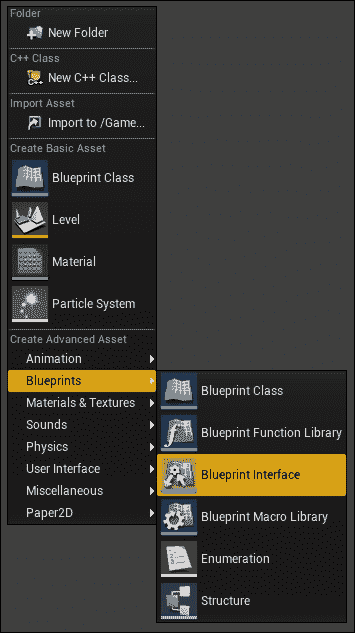 Folder
New Folder
C++ Class
C++
New C++ Class...
Import Asset
Import to /Game...
Create Basic Asset
Blueprint Class
Level
Material
Particle System
Create Advanced Asset
Animation
Blueprints
Materials & Textures
Sounds
Physics
User Interface
Miscellaneous
Paper2D
Blueprint Class
Blueprint Function Library
Blueprint Interface
Blueprint Macro Library
Enumeration
Structure